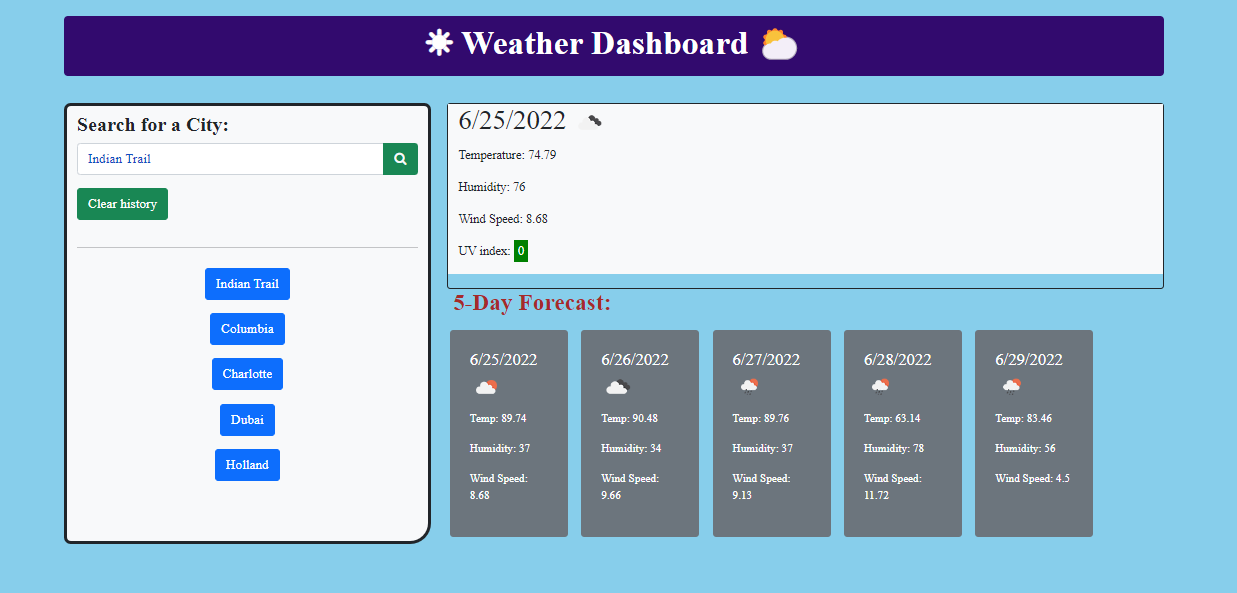 Weather Dashboard
Search for a City:
Indian Trail
Clear history
Indian Trail
Columbia
Charlotte
Dubai
Holland
6/25/2022
Temperature: 74.79
Humidity: 76
Wind Speed: 8.68
UV index: 0
5-Day Forecast:
6/25/2022
Temp: 89.74
Humidity: 37
Wind Speed:
8.68
6/26/2022
Temp: 90.48
Humidity: 34
Wind Speed:
9.66
6/27/2022
Temp: 89.76
Humidity: 37
Wind Speed:
9.13
6/28/2022
Temp: 63.14
Humidity: 78
Wind Speed:
11.72
6/29/2022
Temp: 83.46
Humidity: 56
Wind Speed: 4.5